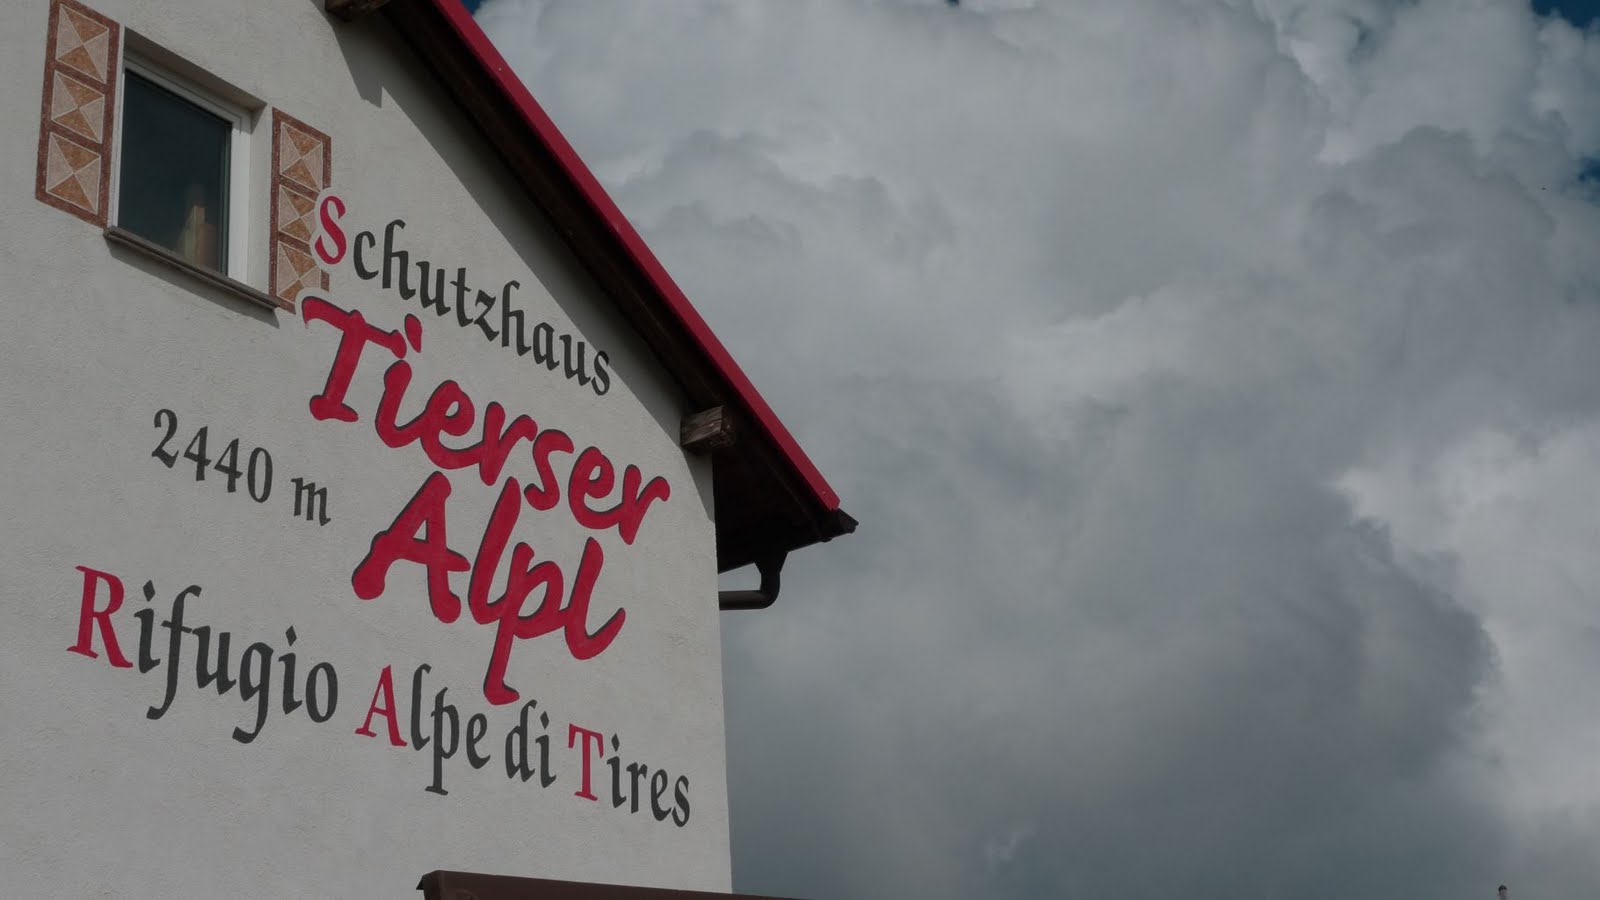 Schutzhaus
Tierser
Alpl
2440 m
Rifugio Alpe di Tires